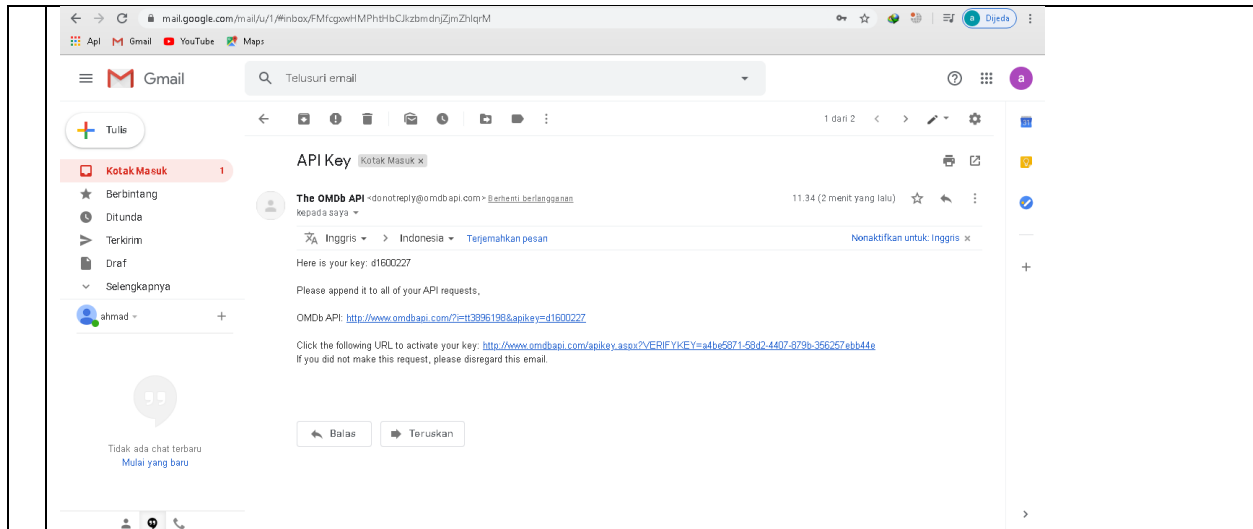 mail.google.com/mail/u/1/#inbox/FMfcgxwHMPhtHbCJkzbmdnjZjmZhlqrM
Dijeda
Apl Gmail YouTube Maps
Gmail
Telusuri email
a
Tulis
1 dari 2
31
API Key Kotak Masuk x
Kotak Masuk 1
Berbintang
Ditunda
Terkirim
Draf
Selengkapnya
ahmad
The OMDb API <donotreply@omdbapi.com> Berhenti berlangganan
11.34 (2 menit yang lalu)
kepada saya
Inggris > Indonesia Terjemahkan pesan
Nonaktifkan untuk: Inggris x
Here is your key: d1600227
Please append it to all of your API requests,
OMDb API: http://www.omdbapi.com/?i=tt3896198&apikey=d1600227
Click the following URL to activate your key: http://www.omdbapi.com/apikey.aspx?VERIFYKEY=a4be5871-58d2-4407-879b-356257ebb44e
If you did not make this request, please disregard this email.
Balas
Teruskan
Tidak ada chat terbaru
Mulai yang baru